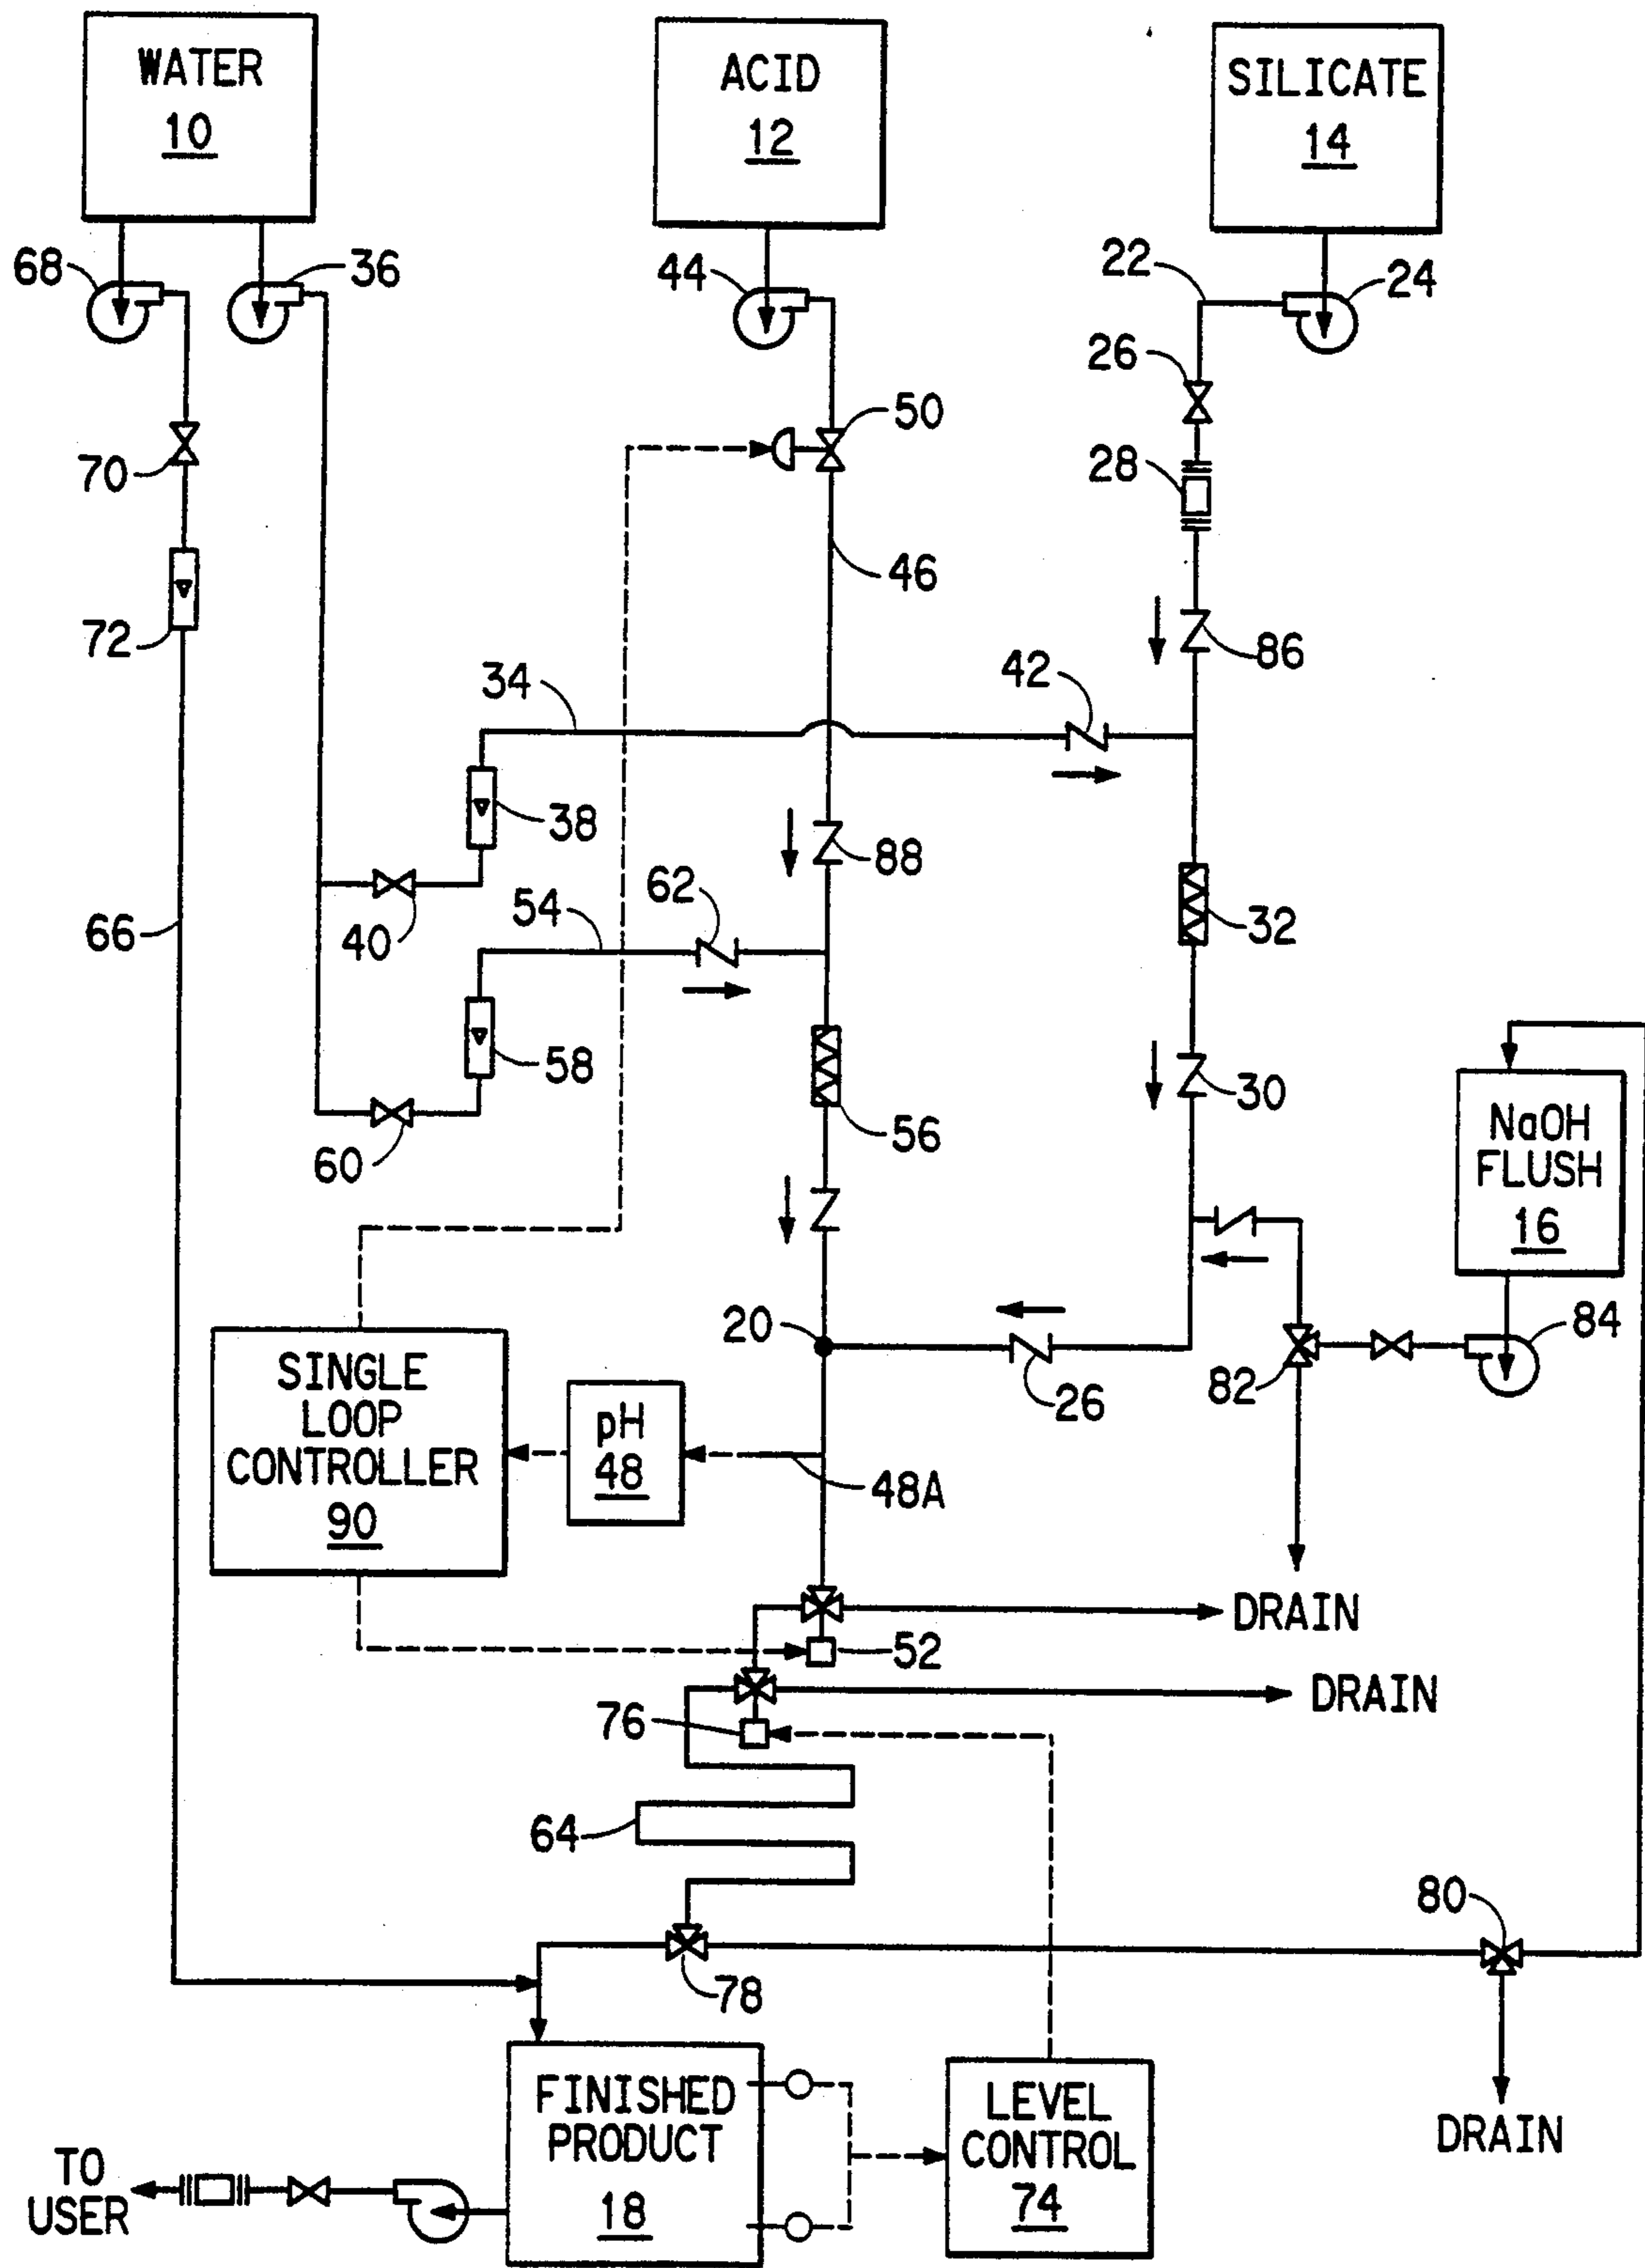 WATER
10
ACID
12
SILICATE
14
68
36
44
22
24
26
50
28
70
46
72
86
34
42
38
88
62
32
66
40
54
58
30
56
60
NaOH
FLUSH
16
20
84
82
26
SINGLE
LOOP
CONTROLLER
90
pH
48
48A
DRAIN
52
DRAIN
76
64
80
78
FINISHED
PRODUCT
18
LEVEL
CONTROL
74
DRAIN
TO
USER